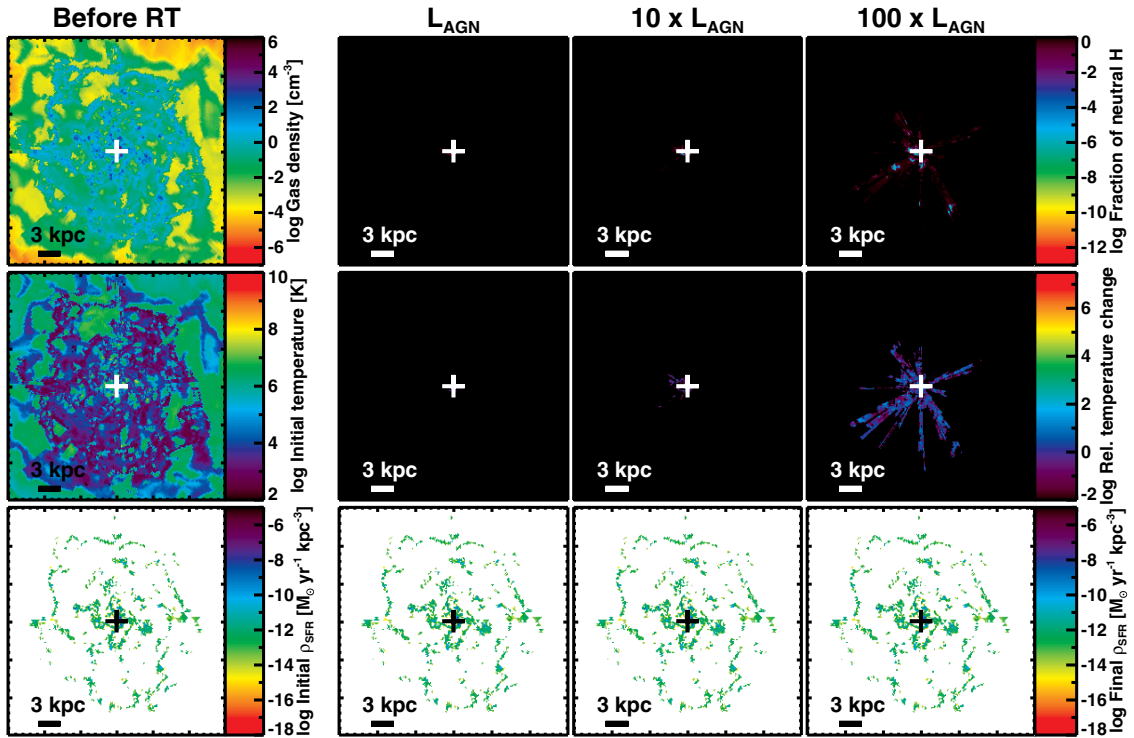 Before RT
L_AGN
10 x L_AGN
100 x L_AGN
3 kpc
6
4
2
0
-2
-4
-6
log Gas density [cm⁻³]
3 kpc
3 kpc
3 kpc
0
-2
-4
-6
-8
-10
-12
log Fraction of neutral H
3 kpc
10
8
6
4
2
log Initial temperature [K]
3 kpc
3 kpc
3 kpc
6
4
2
0
-2
log Rel. temperature change
3 kpc
-6
-8
-10
-12
-14
-16
-18
log Initial ρ_SFR [M_⊙ yr⁻¹ kpc⁻³]
3 kpc
3 kpc
3 kpc
-6
-8
-10
-12
-14
-16
-18
log Final ρ_SFR [M_⊙ yr⁻¹ kpc⁻³]